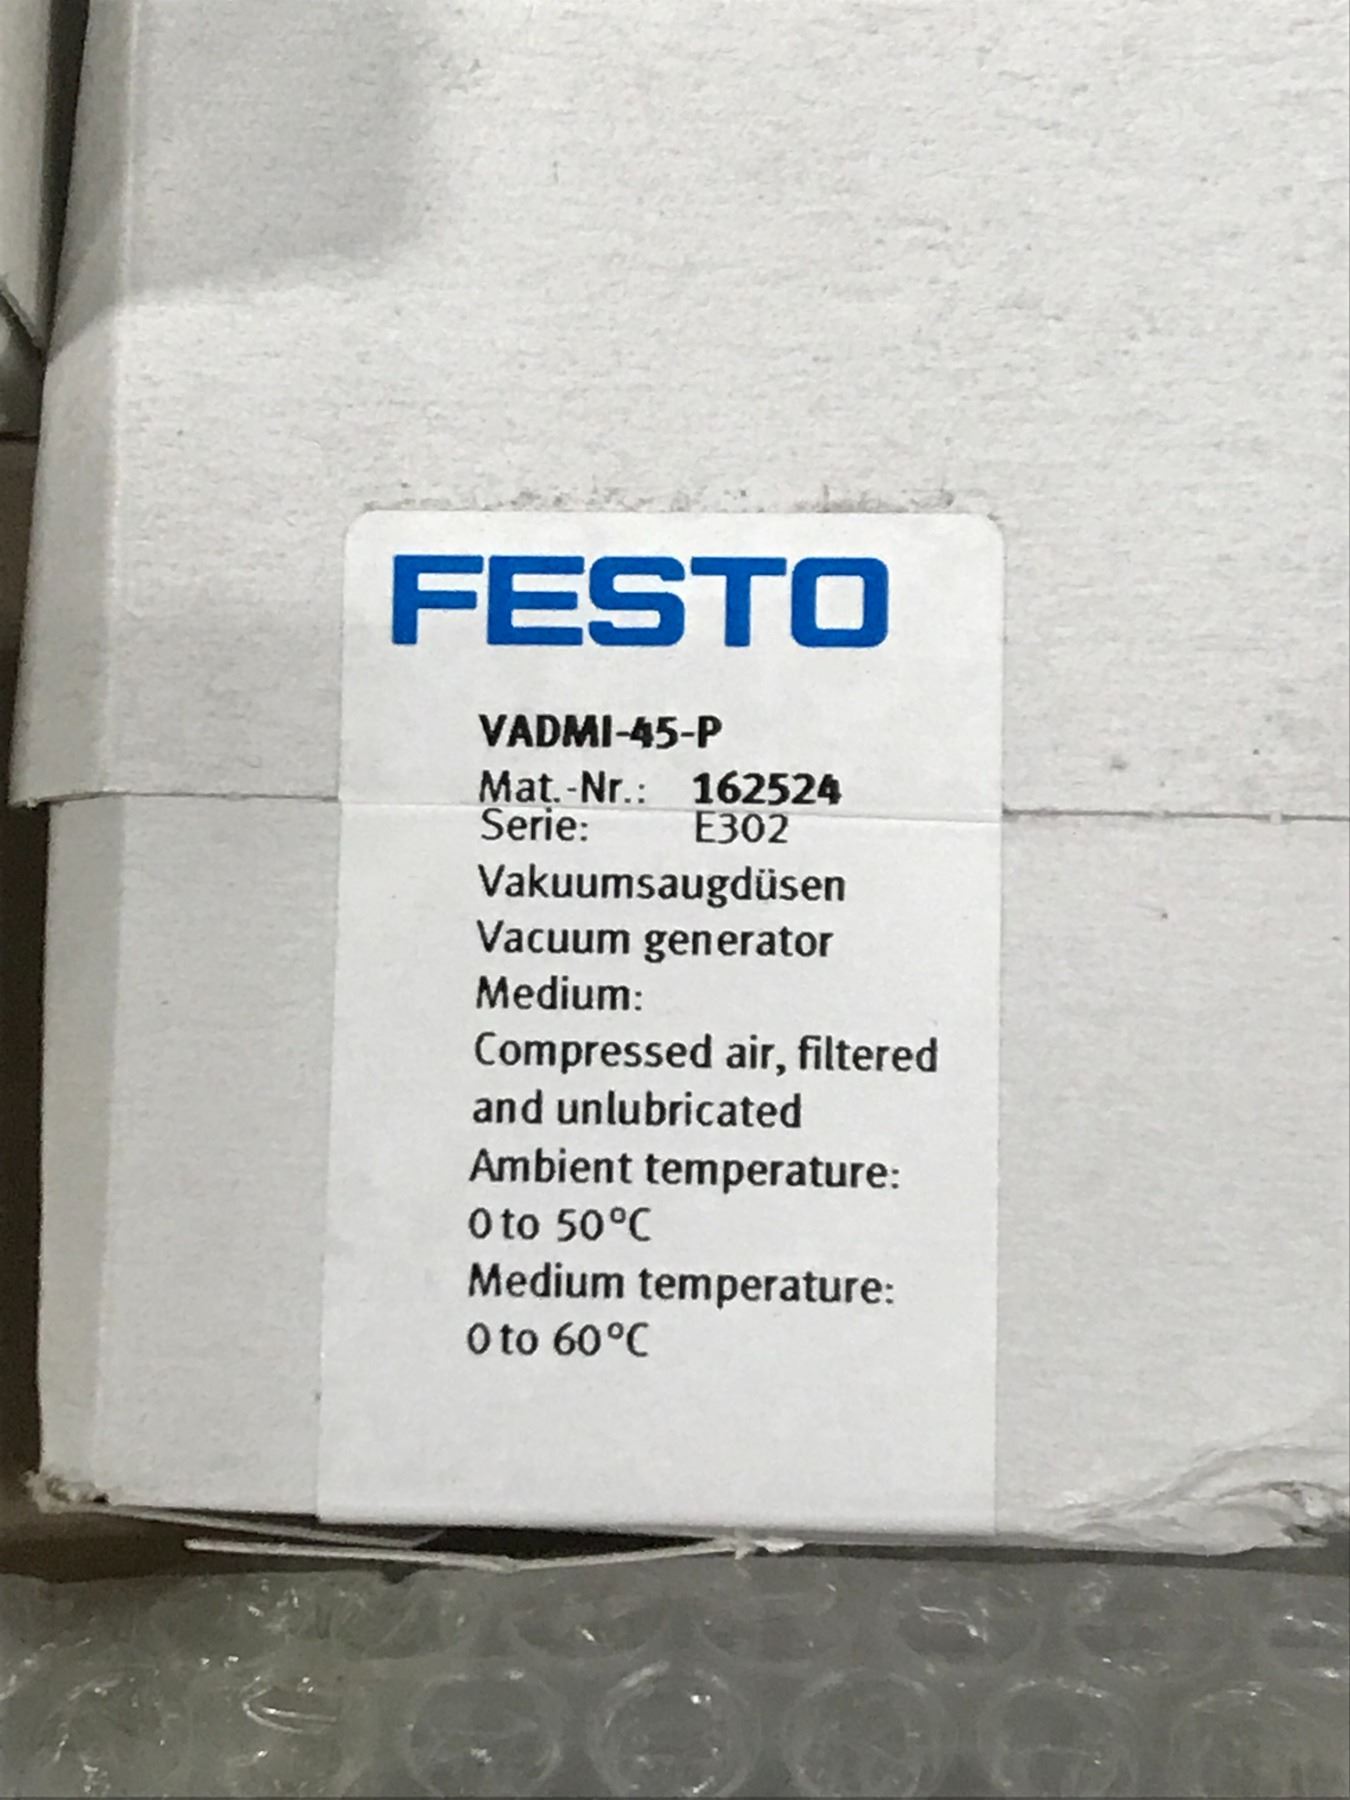 FESTO
VADMI-45-P
Mat.-Nr.: 162524
Serie: E302
Vakuumsaugdüsen
Vacuum generator
Medium:
Compressed air, filtered
and unlubricated
Ambient temperature:
0 to 50°C
Medium temperature:
0 to 60°C